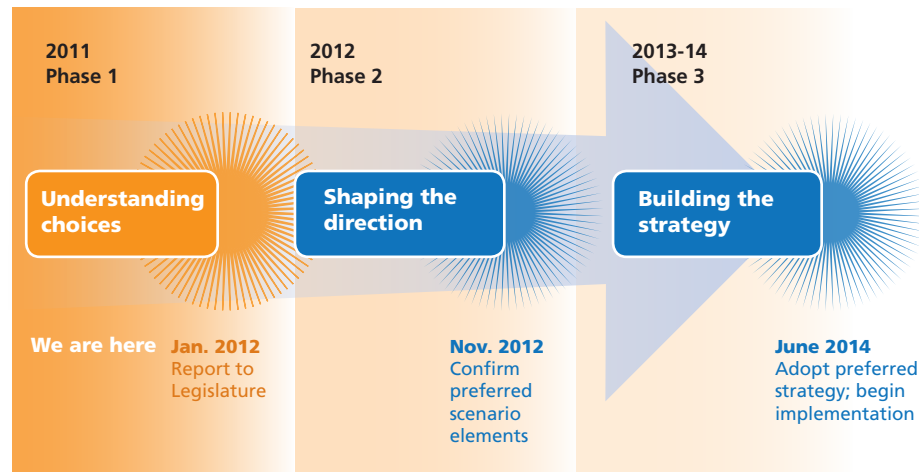 2011
Phase 1
Understanding
choices
We are here
Jan. 2012
Report to
Legislature
2012
Phase 2
Shaping the
direction
Nov. 2012
Confirm
preferred
scenario
elements
2013-14
Phase 3
Building the
strategy
June 2014
Adopt preferred
strategy; begin
implementation